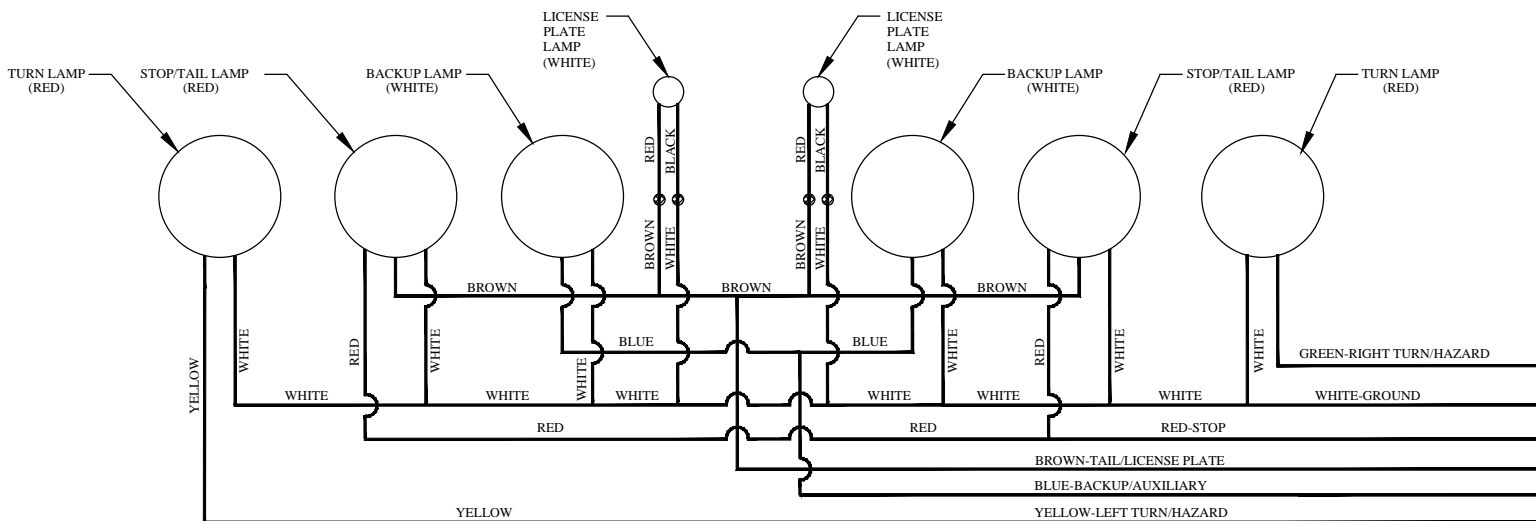 LICENSE
PLATE
LAMP
(WHITE)
LICENSE
PLATE
LAMP
(WHITE)
TURN LAMP
(RED)
STOP/TAIL LAMP
(RED)
BACKUP LAMP
(WHITE)
BACKUP LAMP
(WHITE)
STOP/TAIL LAMP
(RED)
TURN LAMP
(RED)
RED
BLACK
RED
BLACK
BROWN
WHITE
BROWN
WHITE
BROWN
BROWN
BROWN
YELLOW
WHITE
RED
WHITE
BLUE
WHITE
BLUE
WHITE
RED
WHITE
WHITE
GREEN-RIGHT TURN/HAZARD
WHITE
WHITE
WHITE
WHITE
WHITE
WHITE
WHITE-GROUND
RED
RED
RED-STOP
BROWN-TAIL/LICENSE PLATE
BLUE-BACKUP/AUXILIARY
YELLOW
YELLOW-LEFT TURN/HAZARD